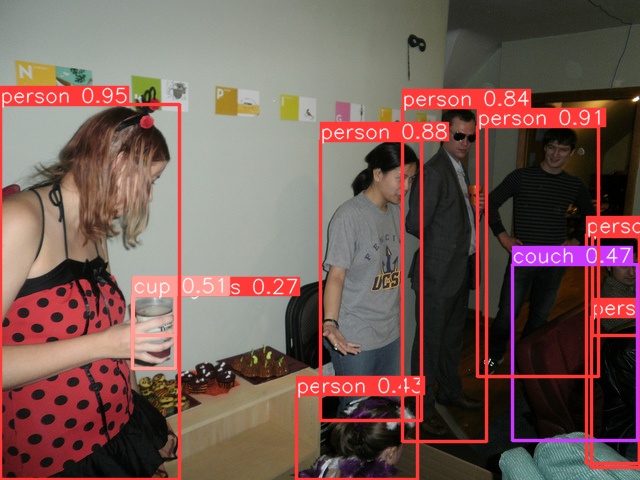 N
P
I
G
person 0.95
person 0.84
person 0.91
person 0.88
perso
couch 0.47
cup 0.51
s 0.27
pers
person 0.43
UCS